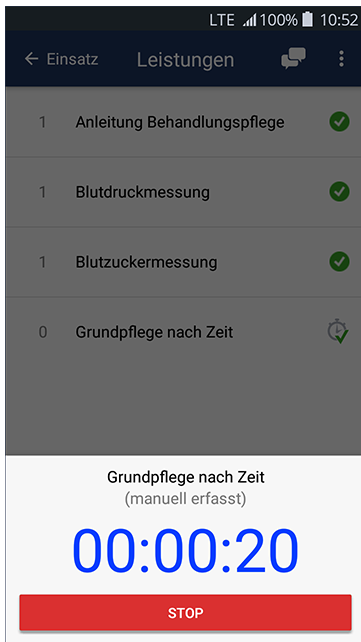 LTE 100% 10:52
Einsatz Leistungen
1 Anleitung Behandlungspflege
1 Blutdruckmessung
1 Blutzuckermessung
0 Grundpflege nach Zeit
Grundpflege nach Zeit
(manuell erfasst)
00:00:20
STOP